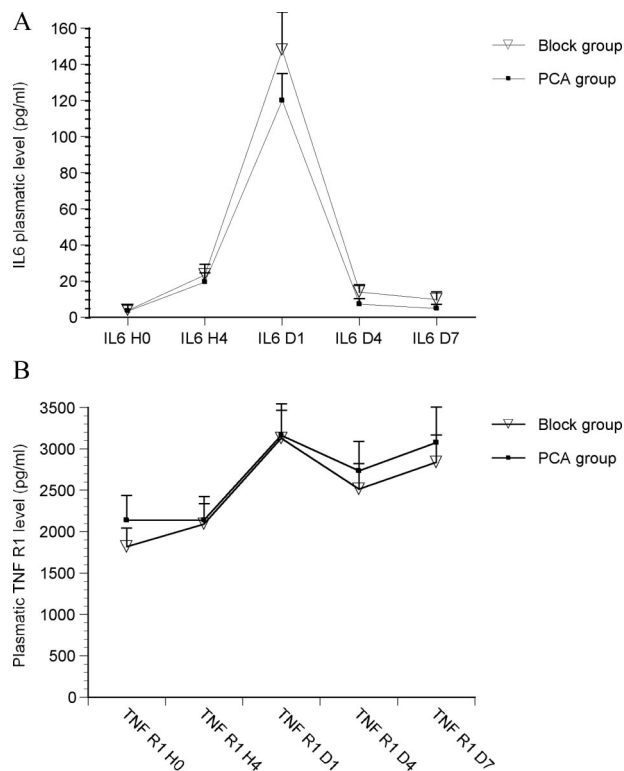 A
IL6 plasmatic level (pg/ml)
160
140
120
100
80
60
40
20
0
IL6 H0 IL6 H4 IL6 D1 IL6 D4 IL6 D7
Block group
PCA group
B
Plasmatic TNF R1 level (pg/ml)
3500
3000
2500
2000
1500
1000
500
0
TNF R1 H0 TNF R1 H4 TNF R1 D1 TNF R1 D4 TNF R1 D7
Block group
PCA group